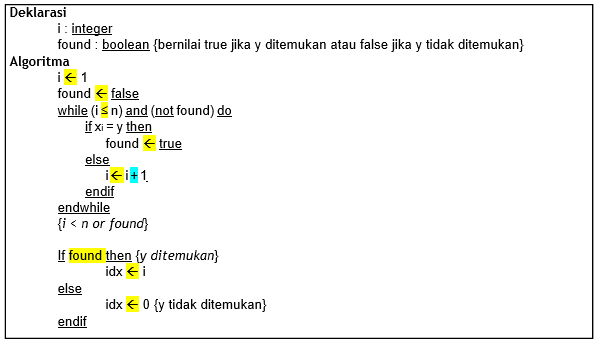 Deklarasi
i : integer
found : boolean {bernilai true jika y ditemukan atau false jika y tidak ditemukan}
Algoritma
i ← 1
found ← false
while (i ≤ n) and (not found) do
if xi = y then
found ← true
else
i ← i + 1.
endif
endwhile
{i < n or found}
If found then {y ditemukan}
idx ← i
else
idx ← 0 {y tidak ditemukan}
endif